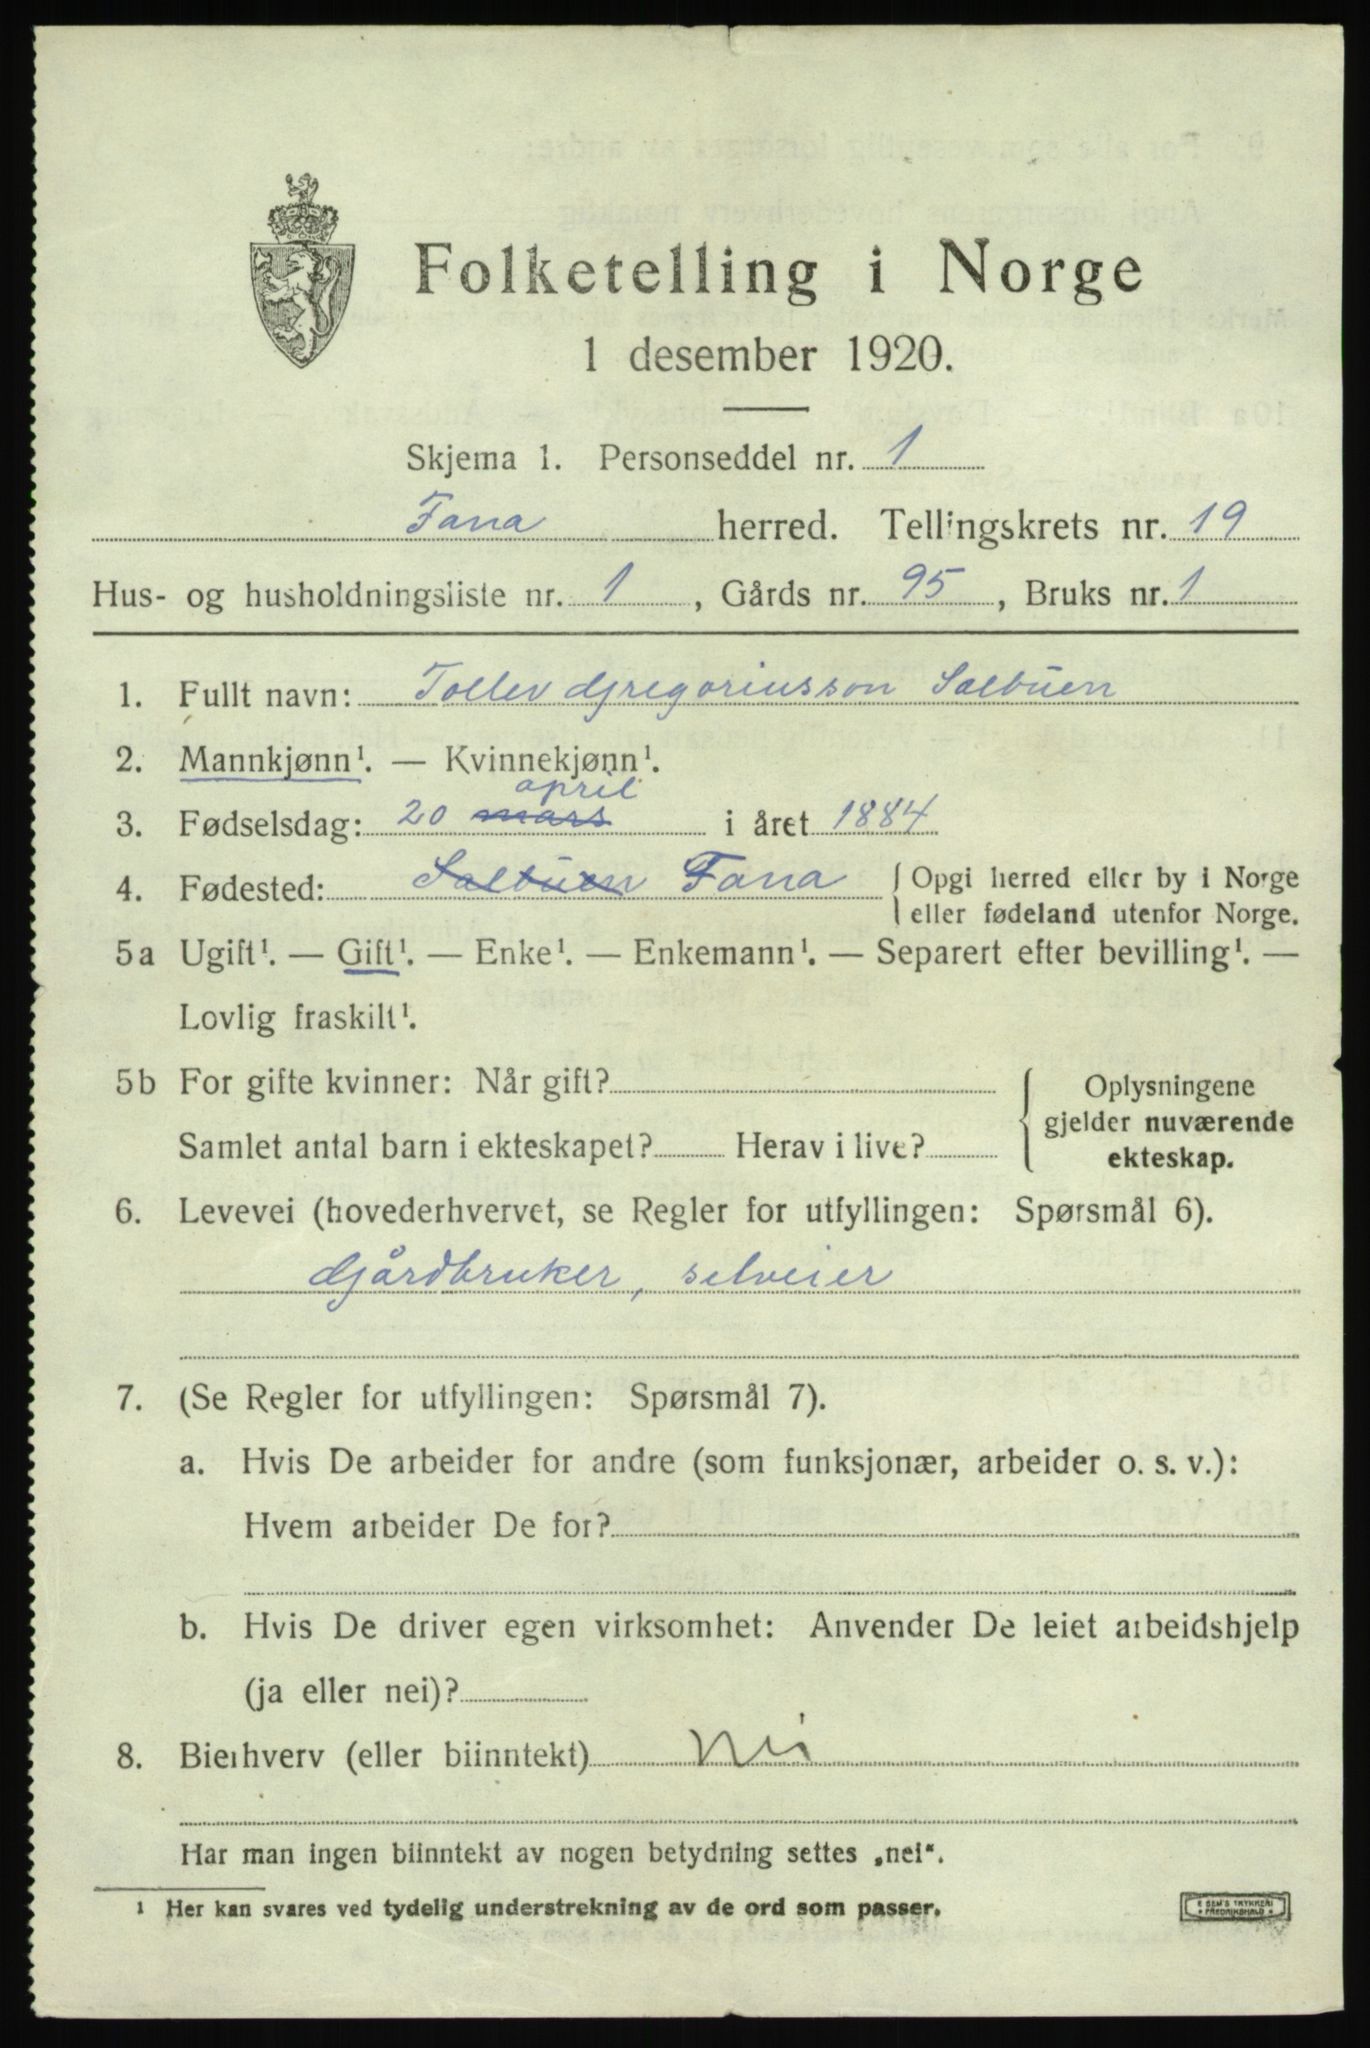 Folketelling i Norge
1 desember 1920.
Skjema 1. Personseddel nr. 1
Fana herred. Tellingskrets nr. 19
Hus- og husholdningsliste nr. 1, Gårds nr. 95, Bruks nr. 1
1. Fullt navn: Tollev Gregoriusson Salbuen
2. Mannkjønn¹. — Kvinnekjønn¹.
april
3. Fødselsdag: 20 mars i året 1884
4. Fødested: Salbuen Fana { Opgi herred eller by i Norge
eller fødeland utenfor Norge.
5a Ugift¹. — Gift¹. — Enke¹. — Enkemann¹. — Separert efter bevilling¹. —
Lovlig fraskilt¹.
5b For gifte kvinner: Når gift? { Oplysningene
gjelder nuværende
Samlet antal barn i ekteskapet? Herav i live? ekteskap.
6. Levevei (hovederhvervet, se Regler for utfyllingen: Spørsmål 6).
Gjårdbruker, selveier
7. (Se Regler for utfyllingen: Spørsmål 7).
a. Hvis De arbeider for andre (som funksjonær, arbeider o. s. v.):
Hvem arbeider De for?
b. Hvis De driver egen virksomhet: Anvender De leiet arbeidshjelp
(ja eller nei)?
8. Bierhverv (eller biinntekt) Nei
Har man ingen biinntekt av nogen betydning settes „nei“.
¹ Her kan svares ved tydelig understrekning av de ord som passer.
E SEM'S TRYKKERI
FREDRIKSHALD